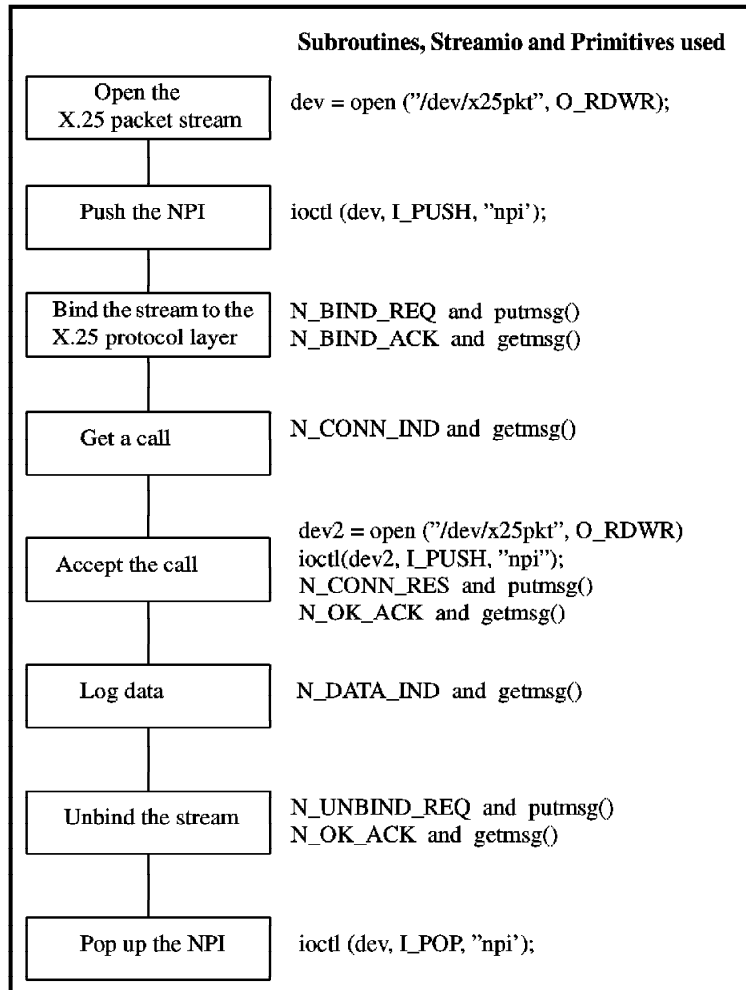 Subroutines, Streamio and Primitives used
Open the
X.25 packet stream
dev = open ("/dev/x25pkt", O_RDWR);
Push the NPI
ioctl (dev, I_PUSH, ”npi’);
Bind the stream to the
X.25 protocol layer
N_BIND_REQ and putmsg()
N_BIND_ACK and getmsg()
Get a call
N_CONN_IND and getmsg()
Accept the call
dev2 = open (”/dev/x25pkt”, O_RDWR)
ioctl(dev2, I_PUSH, ”npi”);
N_CONN_RES and putmsg()
N_OK_ACK and getmsg()
Log data
N_DATA_IND and getmsg()
Unbind the stream
N_UNBIND_REQ and putmsg()
N_OK_ACK and getmsg()
Pop up the NPI
ioctl (dev, I_POP, ”npi’);